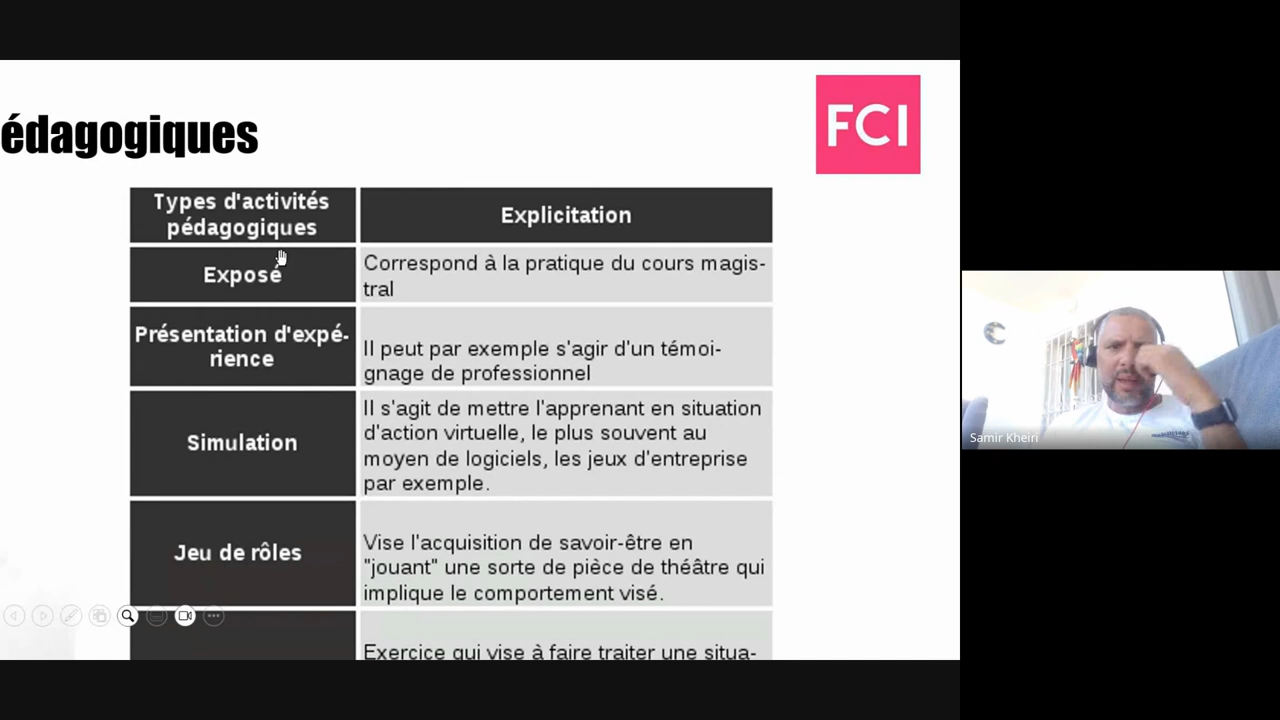 édagogiques
FCI
Types d'activités
pédagogiques
Explicitation
Exposé
Correspond à la pratique du cours magis-
tral
Présentation d'expé-
rience
Il peut par exemple s'agir d'un témoi-
gnage de professionnel
Simulation
Il s'agit de mettre l'apprenant en situation
d'action virtuelle, le plus souvent au
moyen de logiciels, les jeux d'entreprise
par exemple.
Jeu de rôles
Vise l'acquisition de savoir-être en
"jouant" une sorte de pièce de théâtre qui
implique le comportement visé.
Exercice qui vise à faire traiter une situa-
Samir Kheiri